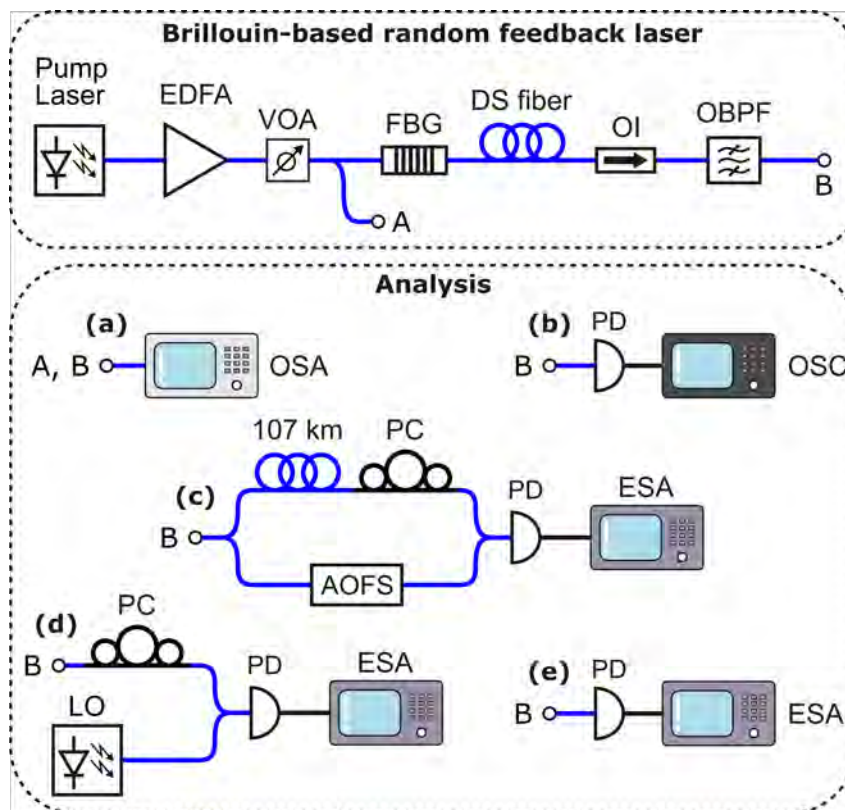 Brillouin-based random feedback laser
Pump
Laser
EDFA
VOA
FBG
DS fiber
OI
OBPF
A
B
Analysis
(a)
A, B
OSA
(b)
PD
B
OSC
107 km
PC
(c)
B
AOFS
PD
ESA
(d)
PC
B
LO
PD
ESA
(e)
PD
B
ESA